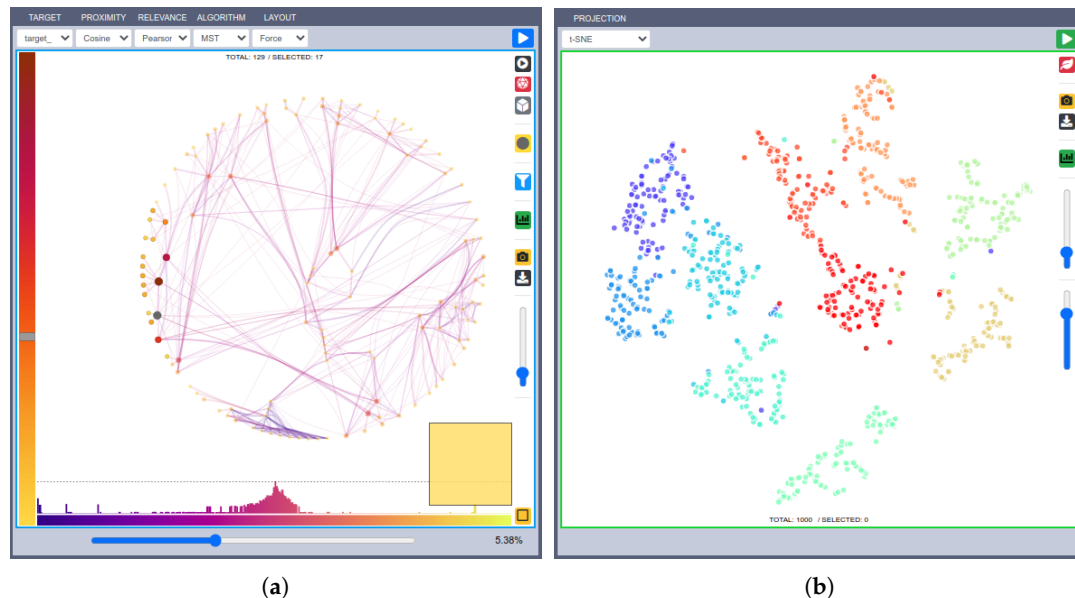 TARGET PROXIMITY RELEVANCE ALGORITHM LAYOUT
target_ Cosine Pearsor MST Force
TOTAL: 129 / SELECTED: 17
5.38%
(a)
PROJECTION
t-SNE
TOTAL: 1000 / SELECTED: 0
(b)